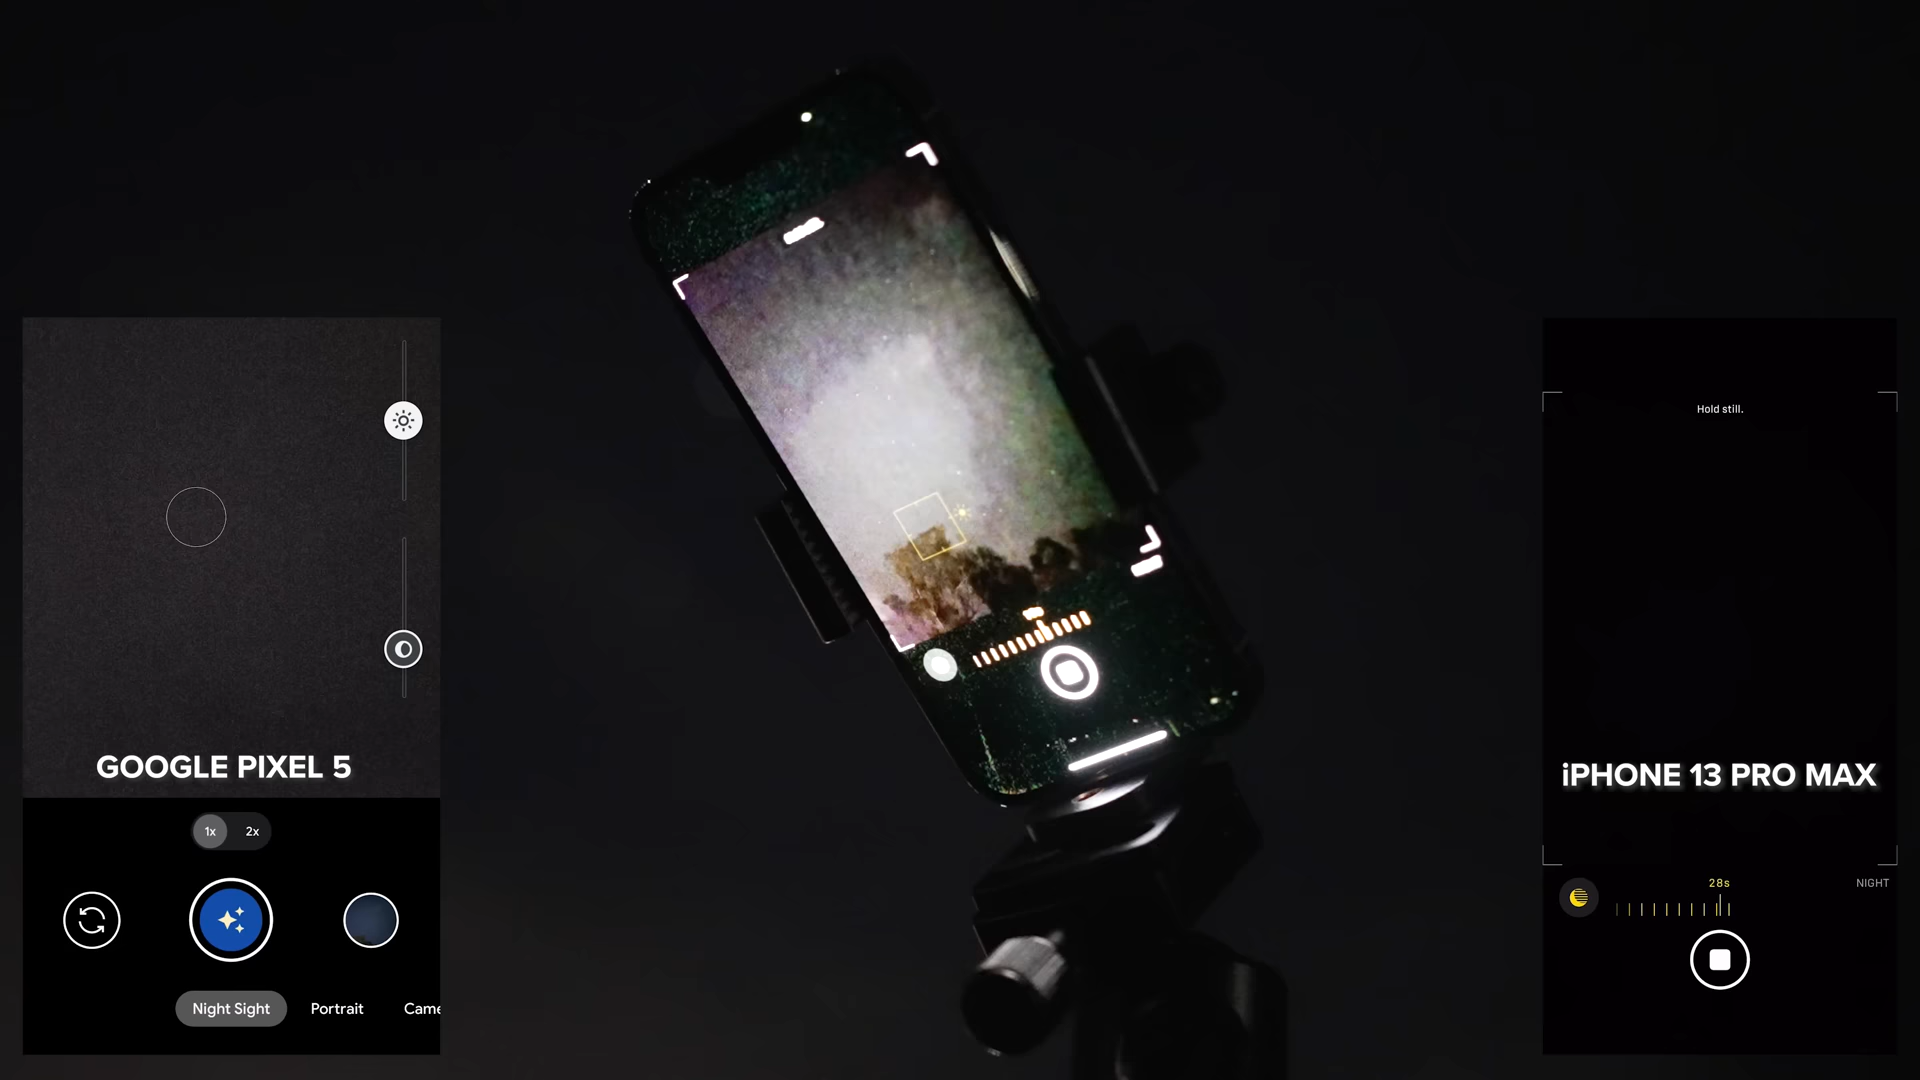 GOOGLE PIXEL 5
1x 2x
Night Sight Portrait Came
Hold still.
iPHONE 13 PRO MAX
28s
NIGHT